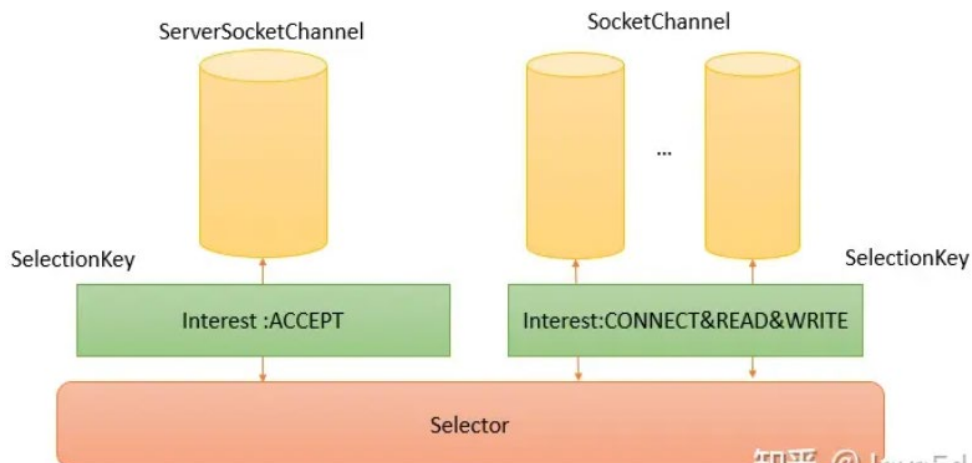 ServerSocketChannel
SocketChannel
...
SelectionKey
SelectionKey
Interest :ACCEPT
Interest:CONNECT&READ&WRITE
Selector
知乎